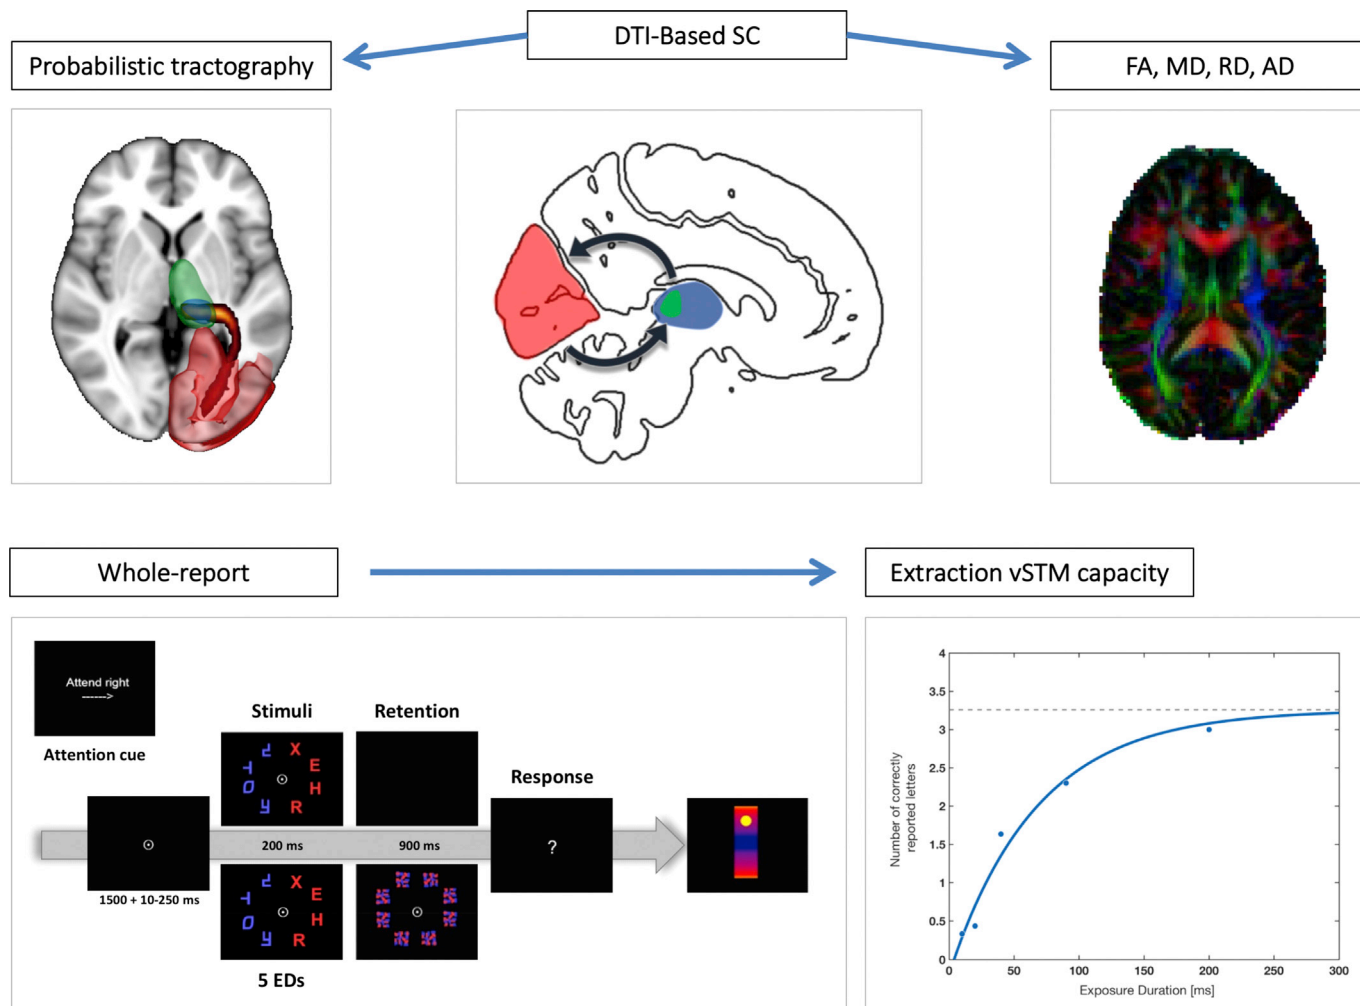 DTI-Based SC
Probabilistic tractography
FA, MD, RD, AD
Whole-report
Extraction vSTM capacity
Attend right
------>
Attention cue
Stimuli
Retention
X
E
H
R
Response
200 ms
900 ms
?
1500 + 10-250 ms
X
E
H
R
5 EDs
Number of correctly
reported letters
4
3.5
3
2.5
2
1.5
1
0.5
0
0
50
100
150
200
250
300
Exposure Duration [ms]